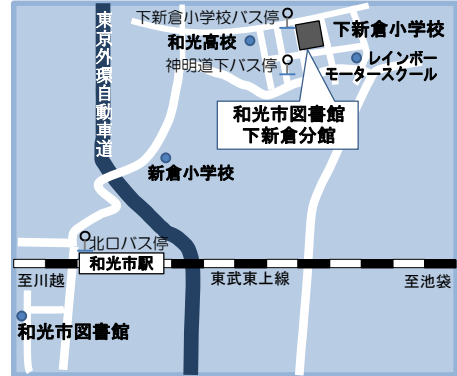 下新倉小学校バス停
下新倉小学校
和光高校
レインボー
モータースクール
神明道下バス停
和光市図書館
下新倉分館
東京外環自動車道
新倉小学校
北口バス停
和光市駅
至川越
東武東上線
至池袋
和光市図書館